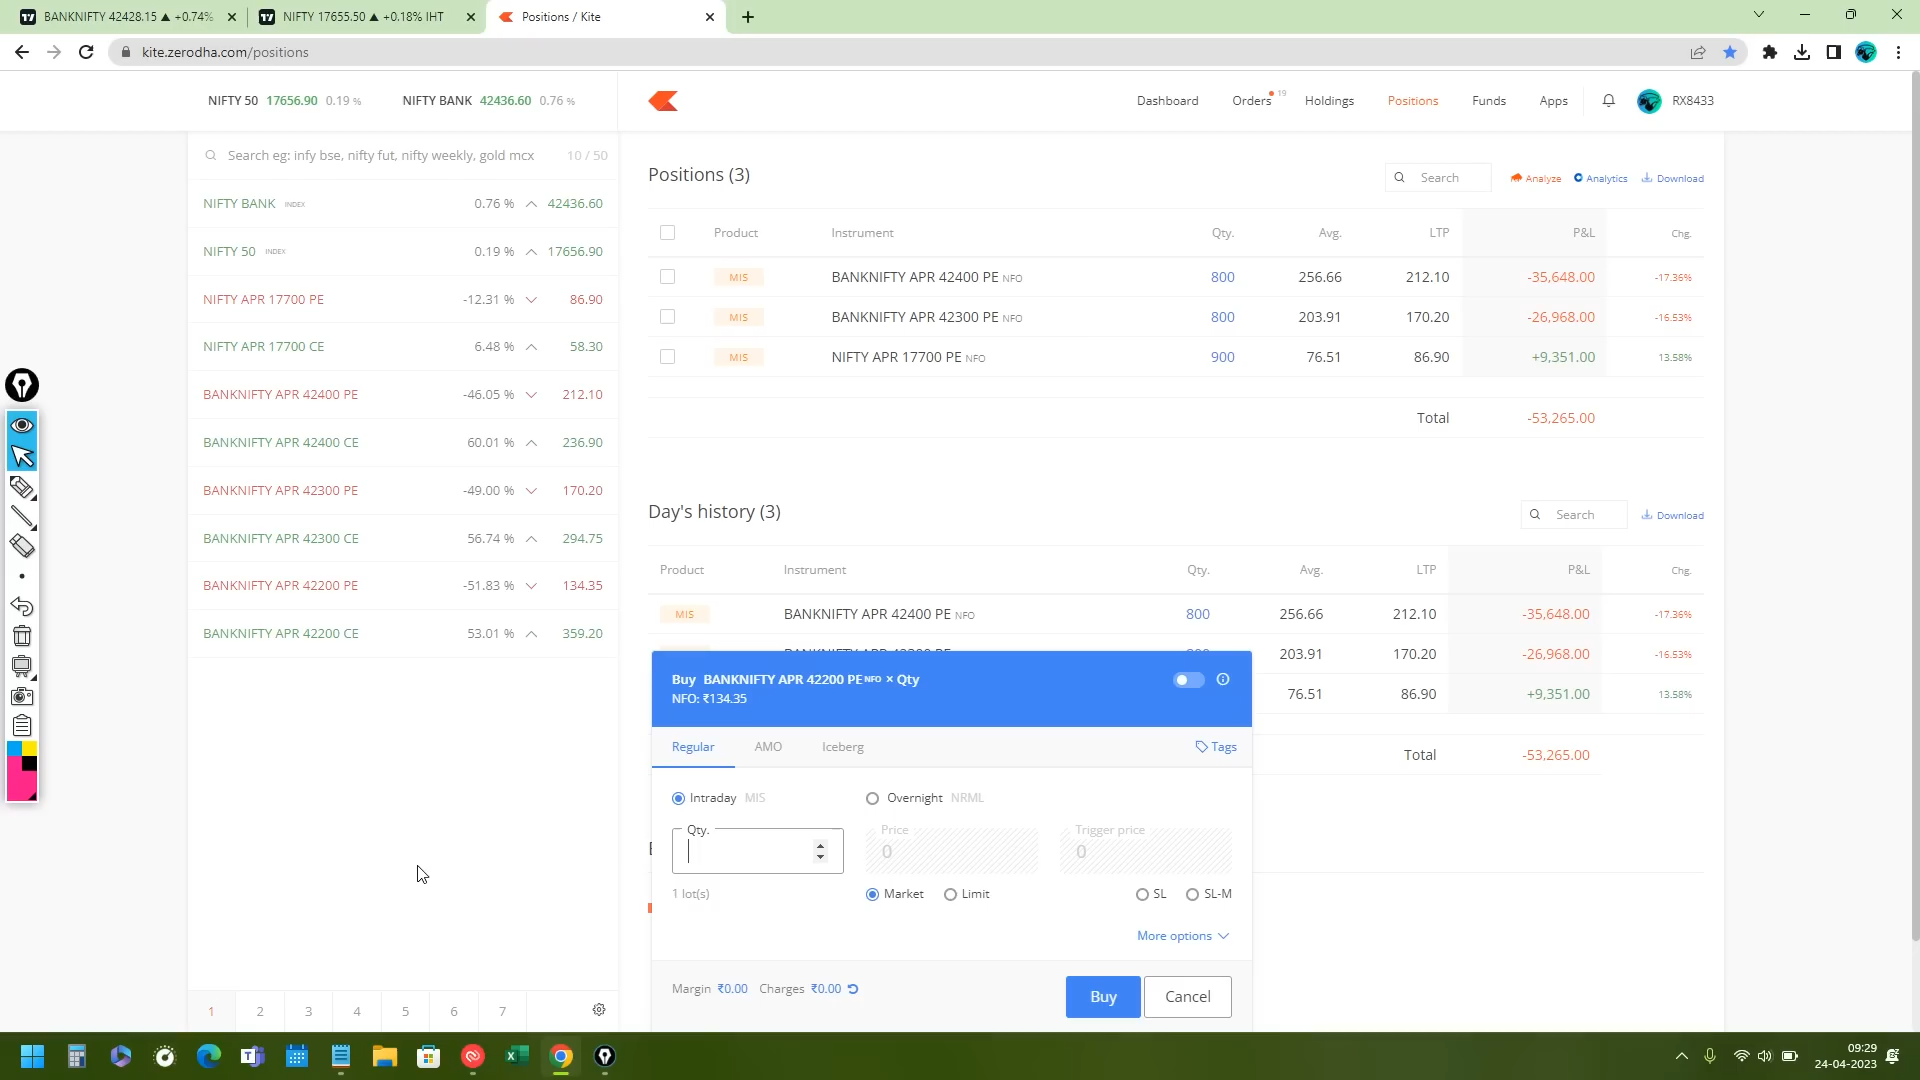 BANKNIFTY 42428.15 ▲ +0.74%
NIFTY 17655.50 ▲ +0.18% IHT
Positions / Kite
kite.zerodha.com/positions
NIFTY 50 17656.90 0.19 %
NIFTY BANK 42436.60 0.76 %
Dashboard
Orders 19
Holdings
Positions
Funds
Apps
RX8433
Search eg: infy bse, nifty fut, nifty weekly, gold mcx 10 / 50
NIFTY BANK INDEX 0.76 % 42436.60
NIFTY 50 INDEX 0.19 % 17656.90
NIFTY APR 17700 PE -12.31 % 86.90
NIFTY APR 17700 CE 6.48 % 58.30
BANKNIFTY APR 42400 PE -46.05 % 212.10
BANKNIFTY APR 42400 CE 60.01 % 236.90
BANKNIFTY APR 42300 PE -49.00 % 170.20
BANKNIFTY APR 42300 CE 56.74 % 294.75
BANKNIFTY APR 42200 PE -51.83 % 134.35
BANKNIFTY APR 42200 CE 53.01 % 359.20
1 2 3 4 5 6 7
Positions (3)
Search Analyze Analytics Download
Product Instrument Qty. Avg. LTP P&L Chg.
MIS BANKNIFTY APR 42400 PE NFO 800 256.66 212.10 -35,648.00 -17.36%
MIS BANKNIFTY APR 42300 PE NFO 800 203.91 170.20 -26,968.00 -16.53%
MIS NIFTY APR 17700 PE NFO 900 76.51 86.90 +9,351.00 13.58%
Total -53,265.00
Day's history (3)
Search Download
Product Instrument Qty. Avg. LTP P&L Chg.
MIS BANKNIFTY APR 42400 PE NFO 800 256.66 212.10 -35,648.00 -17.36%
203.91 170.20 -26,968.00 -16.53%
76.51 86.90 +9,351.00 13.58%
Total -53,265.00
Buy BANKNIFTY APR 42200 PE NFO × Qty
NFO: ₹134.35
Regular AMO Iceberg Tags
Intraday MIS Overnight NRML
Qty. Price Trigger price
0 0
1 lot(s) Market Limit SL SL-M
More options
Margin ₹0.00 Charges ₹0.00
Buy Cancel
09:29
24-04-2023